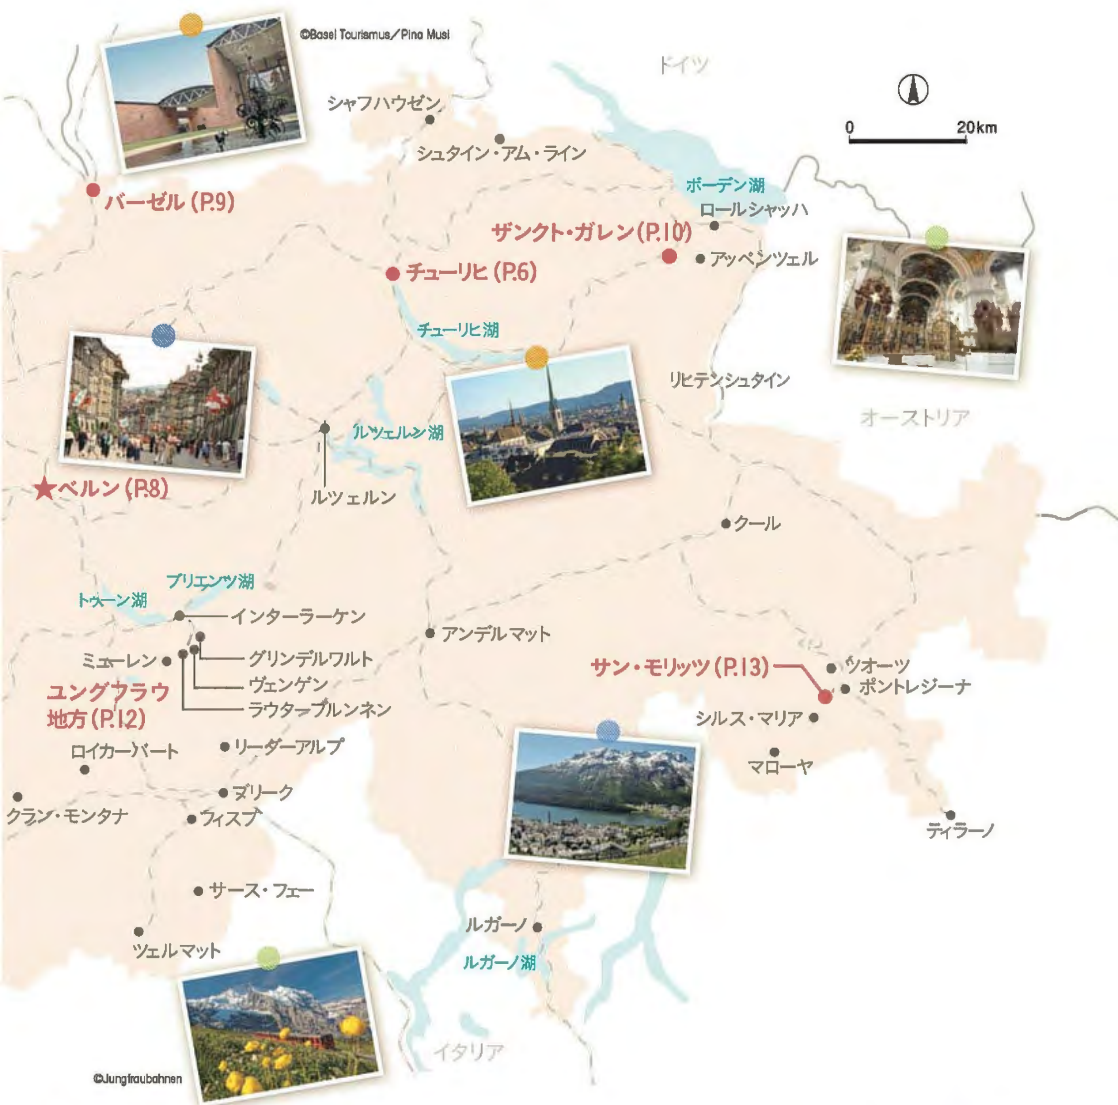 ©Basel Tourismus／Pino Musi
ドイツ
シャフハウゼン
0 20km
シュタイン・アム・ライン
ボーデン湖
バーゼル (P.9)
ロールシャッハ
ザンクト・ガレン(P.10)
アッペンツェル
チューリヒ (P.6)
チューリヒ湖
リヒテンシュタイン
オーストリア
ルツェルン湖
ベルン (P.8)
ルツェルン
クール
ブリエンツ湖
トゥーン湖
インターラーケン
アンデルマット
ミューレン
グリンデルワルト
サン・モリッツ (P.13)
ツオーツ
ヴェンゲン
ポントレジーナ
ユングフラウ
地方(P.12)
ラウターブルンネン
シルス・マリア
ロイカーバート
リーダーアルプ
マローヤ
ブリーク
クラン・モンタナ
フィスプ
ティラーノ
サース・フェー
ルガーノ
ツェルマット
ルガーノ湖
イタリア
©Jungfraubahnen